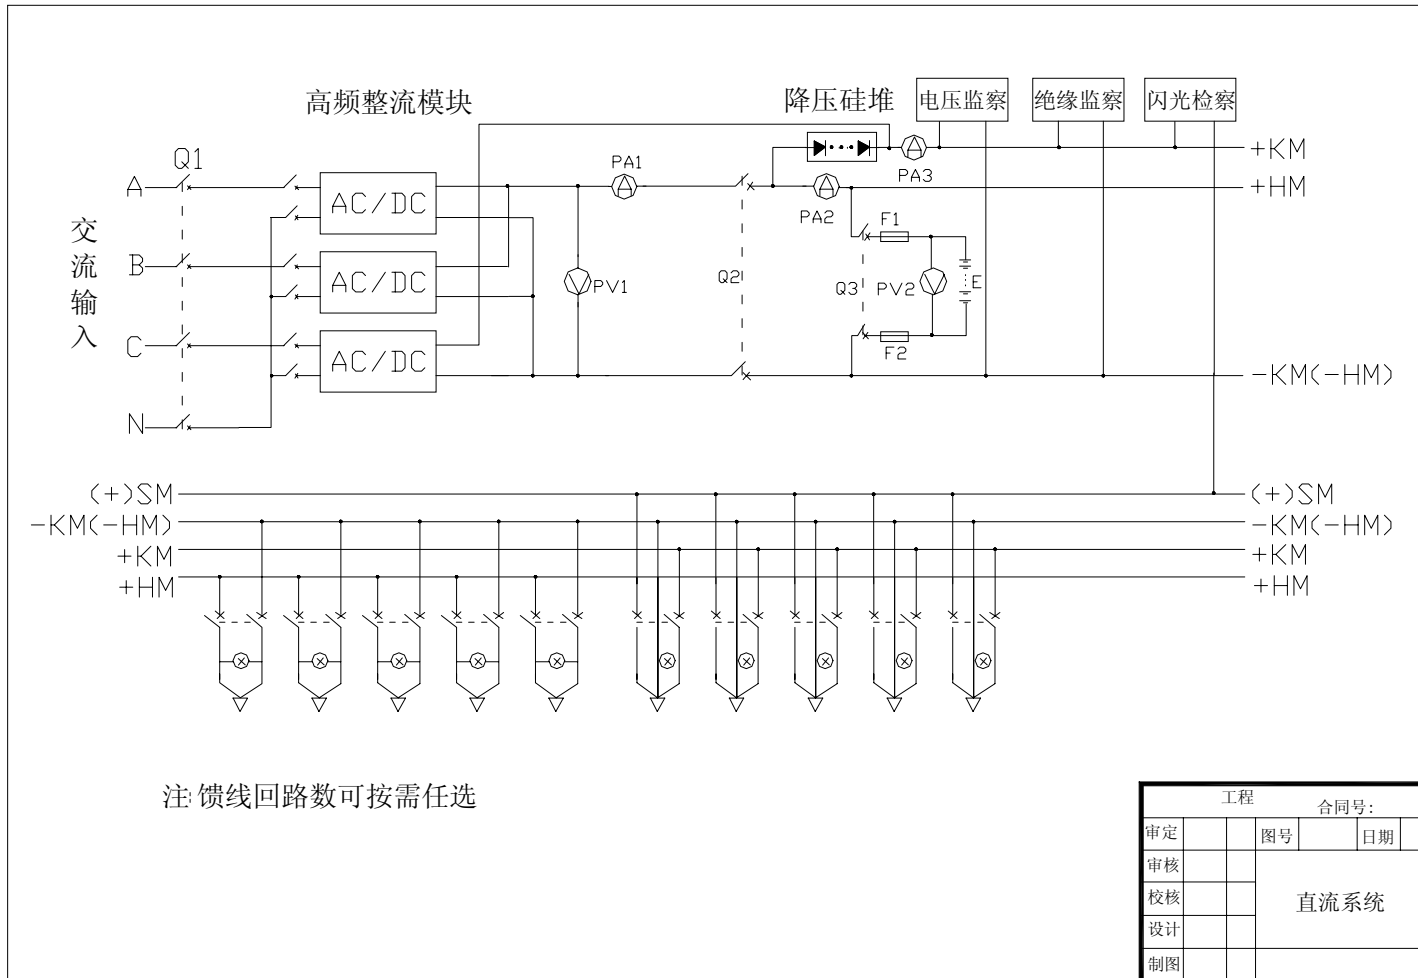 高频整流模块
降压硅堆
电压监察
绝缘监察
闪光检察
+KM
PA3
Q1
PA1
A
AC/DC
PA2
+HM
交流输入
F1
B
AC/DC
PV1
Q2
Q3
PV2
E
C
AC/DC
F2
-KM(-HM)
N
(+)SM
(+)SM
-KM(-HM)
-KM(-HM)
+KM
+KM
+HM
+HM
注:馈线回路数可按需任选
工程
合同号:
审定
图号
日期
审核
校核
直流系统
设计
制图